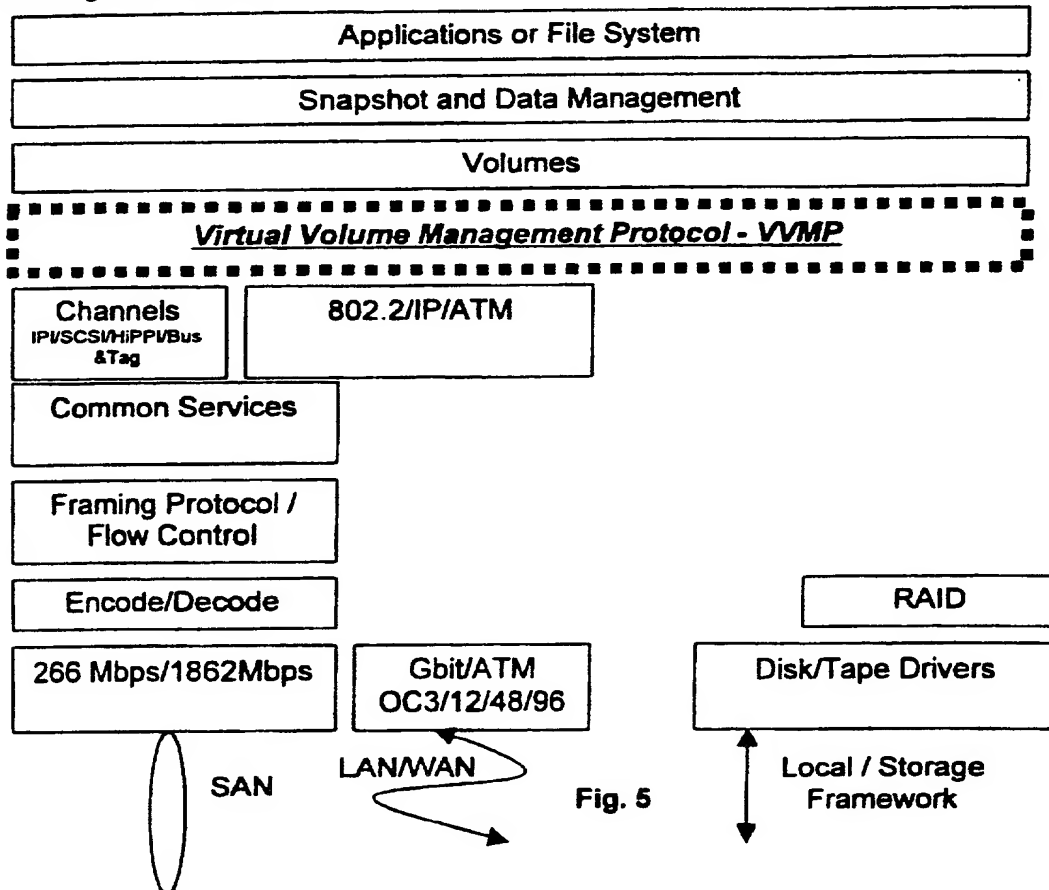 Applications or File System
Snapshot and Data Management
Volumes
Virtual Volume Management Protocol - VVMP
Channels
IPI/SCSI/HiPPI/Bus
&Tag
802.2/IP/ATM
Common Services
Framing Protocol /
Flow Control
Encode/Decode
RAID
266 Mbps/1862Mbps
Gbit/ATM
OC3/12/48/96
Disk/Tape Drivers
SAN
LAN/WAN
Fig. 5
Local / Storage
Framework